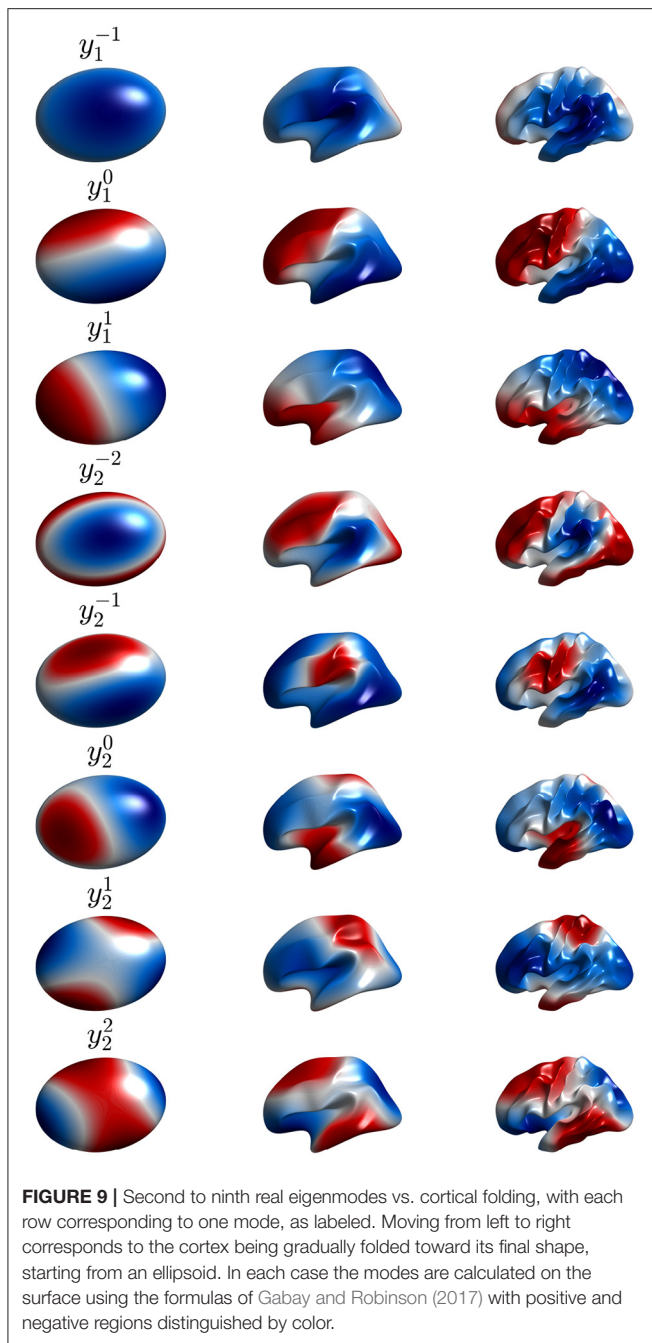 y_1^{-1}
y_1^0
y_1^1
y_2^{-2}
y_2^{-1}
y_2^0
y_2^1
y_2^2
FIGURE 9 | Second to ninth real eigenmodes vs. cortical folding, with each
row corresponding to one mode, as labeled. Moving from left to right
corresponds to the cortex being gradually folded toward its final shape,
starting from an ellipsoid. In each case the modes are calculated on the
surface using the formulas of Gabay and Robinson (2017) with positive and
negative regions distinguished by color.